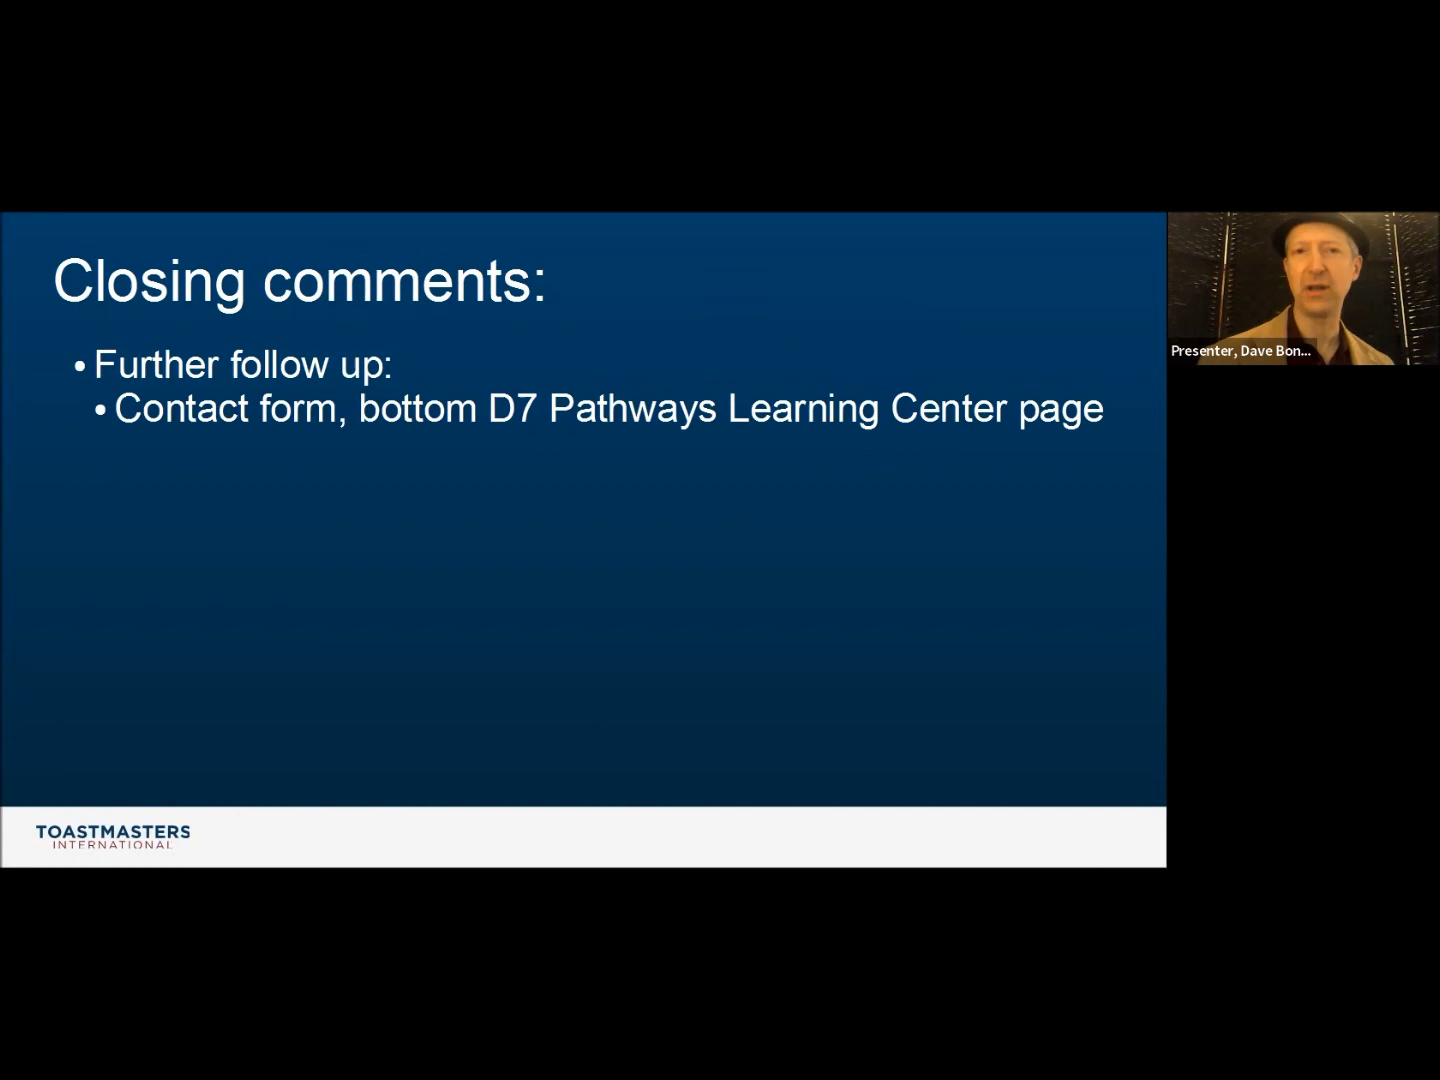 Closing comments:
• Further follow up:
• Contact form, bottom D7 Pathways Learning Center page
Presenter, Dave Bon...
TOASTMASTERS
INTERNATIONAL